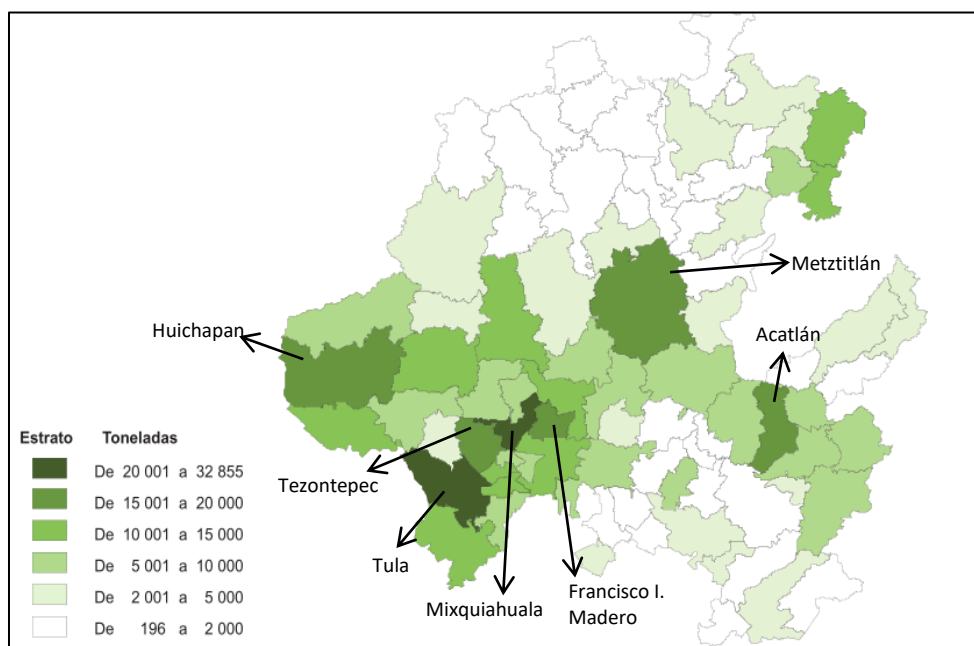 Metztitlán
Huichapan
Acatlán
Estrato Toneladas
De 20 001 a 32 855
De 15 001 a 20 000
De 10 001 a 15 000
De 5 001 a 10 000
De 2 001 a 5 000
De 196 a 2 000
Tezontepec
Tula
Mixquiahuala
Francisco I.
Madero